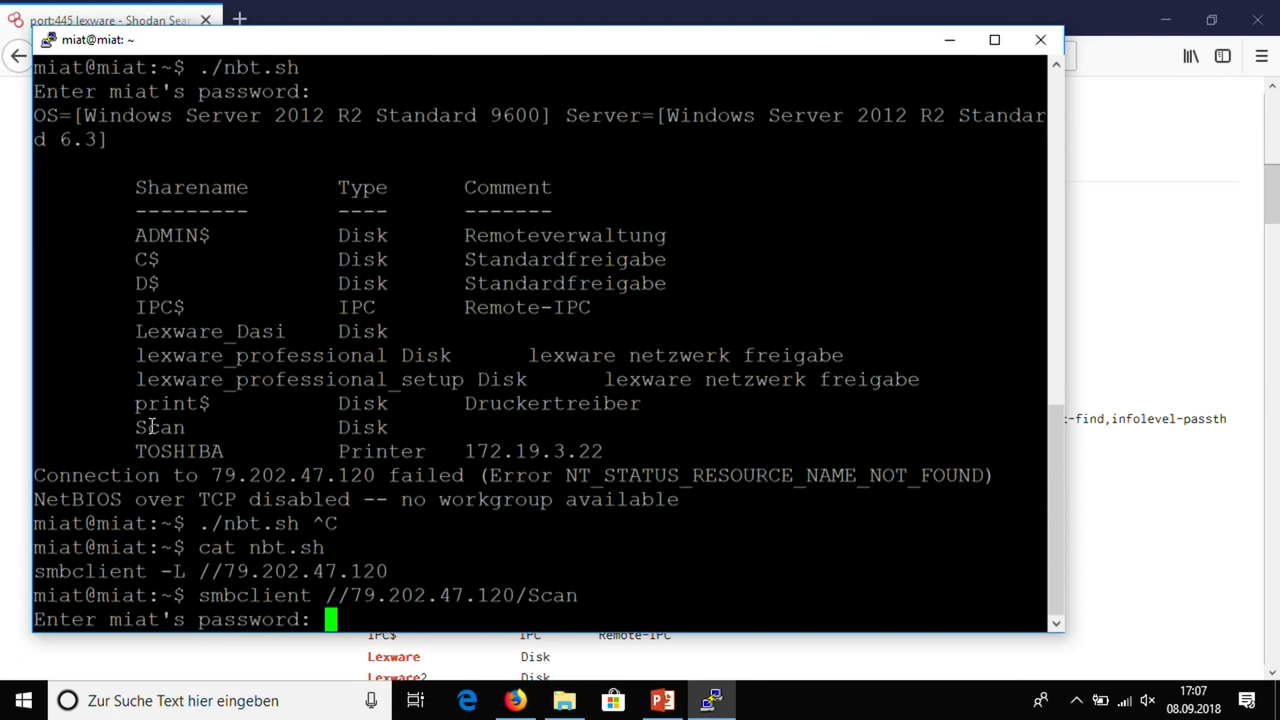 port:445 lexware - Shodan Sea
miat@miat: ~
miat@miat:~$ ./nbt.sh
Enter miat's password:
OS=[Windows Server 2012 R2 Standard 9600] Server=[Windows Server 2012 R2 Standar
d 6.3]
Sharename Type Comment
--------- ---- -------
ADMIN$ Disk Remoteverwaltung
C$ Disk Standardfreigabe
D$ Disk Standardfreigabe
IPC$ IPC Remote-IPC
Lexware_Dasi Disk
lexware_professional Disk lexware netzwerk freigabe
lexware_professional_setup Disk lexware netzwerk freigabe
print$ Disk Druckertreiber
Scan Disk
TOSHIBA Printer 172.19.3.22
Connection to 79.202.47.120 failed (Error NT_STATUS_RESOURCE_NAME_NOT_FOUND)
NetBIOS over TCP disabled -- no workgroup available
miat@miat:~$ ./nbt.sh ^C
miat@miat:~$ cat nbt.sh
smbclient -L //79.202.47.120
miat@miat:~$ smbclient //79.202.47.120/Scan
Enter miat's password:
-find,infolevel-passth
IPC$ IPC Remote-IPC
Lexware Disk
Lexware2 Disk
Zur Suche Text hier eingeben
17:07
08.09.2018